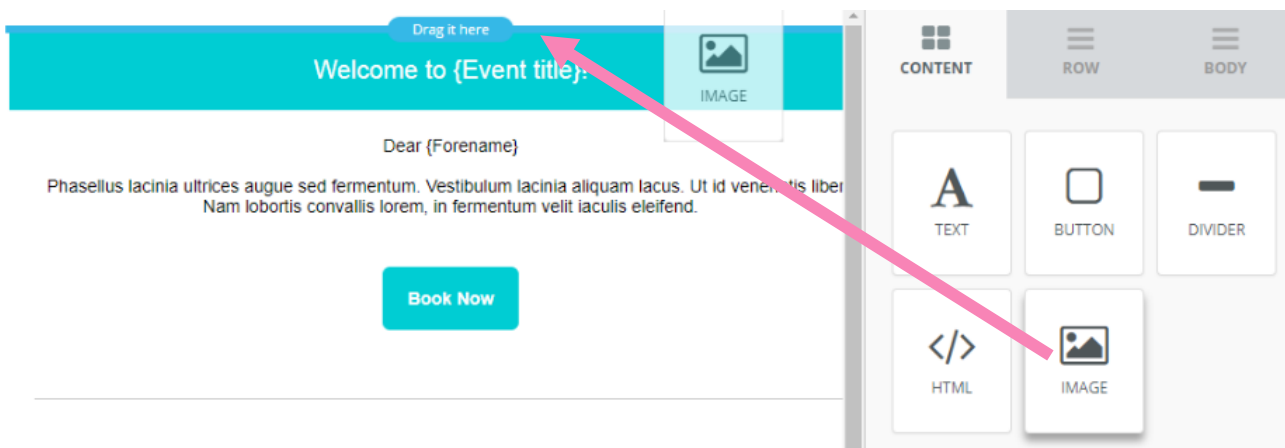 Drag it here
Welcome to {Event title}!
IMAGE
Dear {Forename}
Phasellus lacinia ultrices augue sed fermentum. Vestibulum lacinia aliquam lacus. Ut id venenatis liber
Nam lobortis convallis lorem, in fermentum velit iaculis eleifend.
Book Now
CONTENT
ROW
BODY
TEXT
BUTTON
DIVIDER
HTML
IMAGE